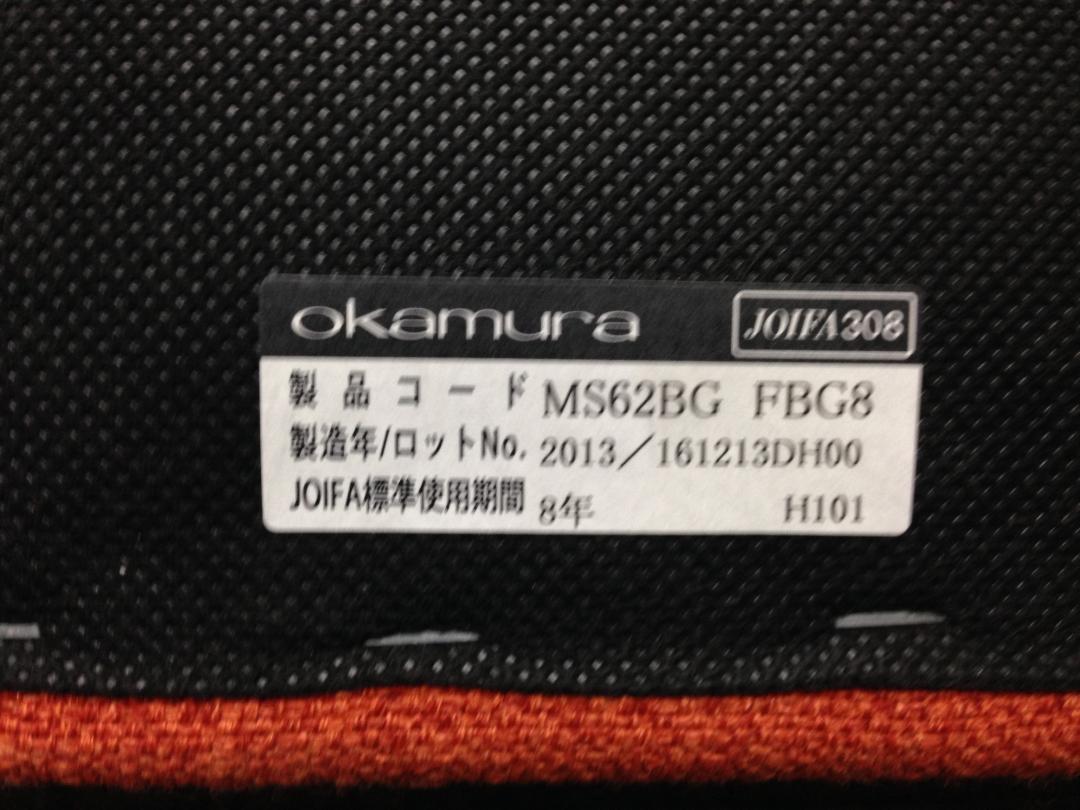 okamura JOIFA308
製品コード MS62BG FBG8
製造年/ロットNo. 2013／161213DH00
JOIFA標準使用期間 8年 H101